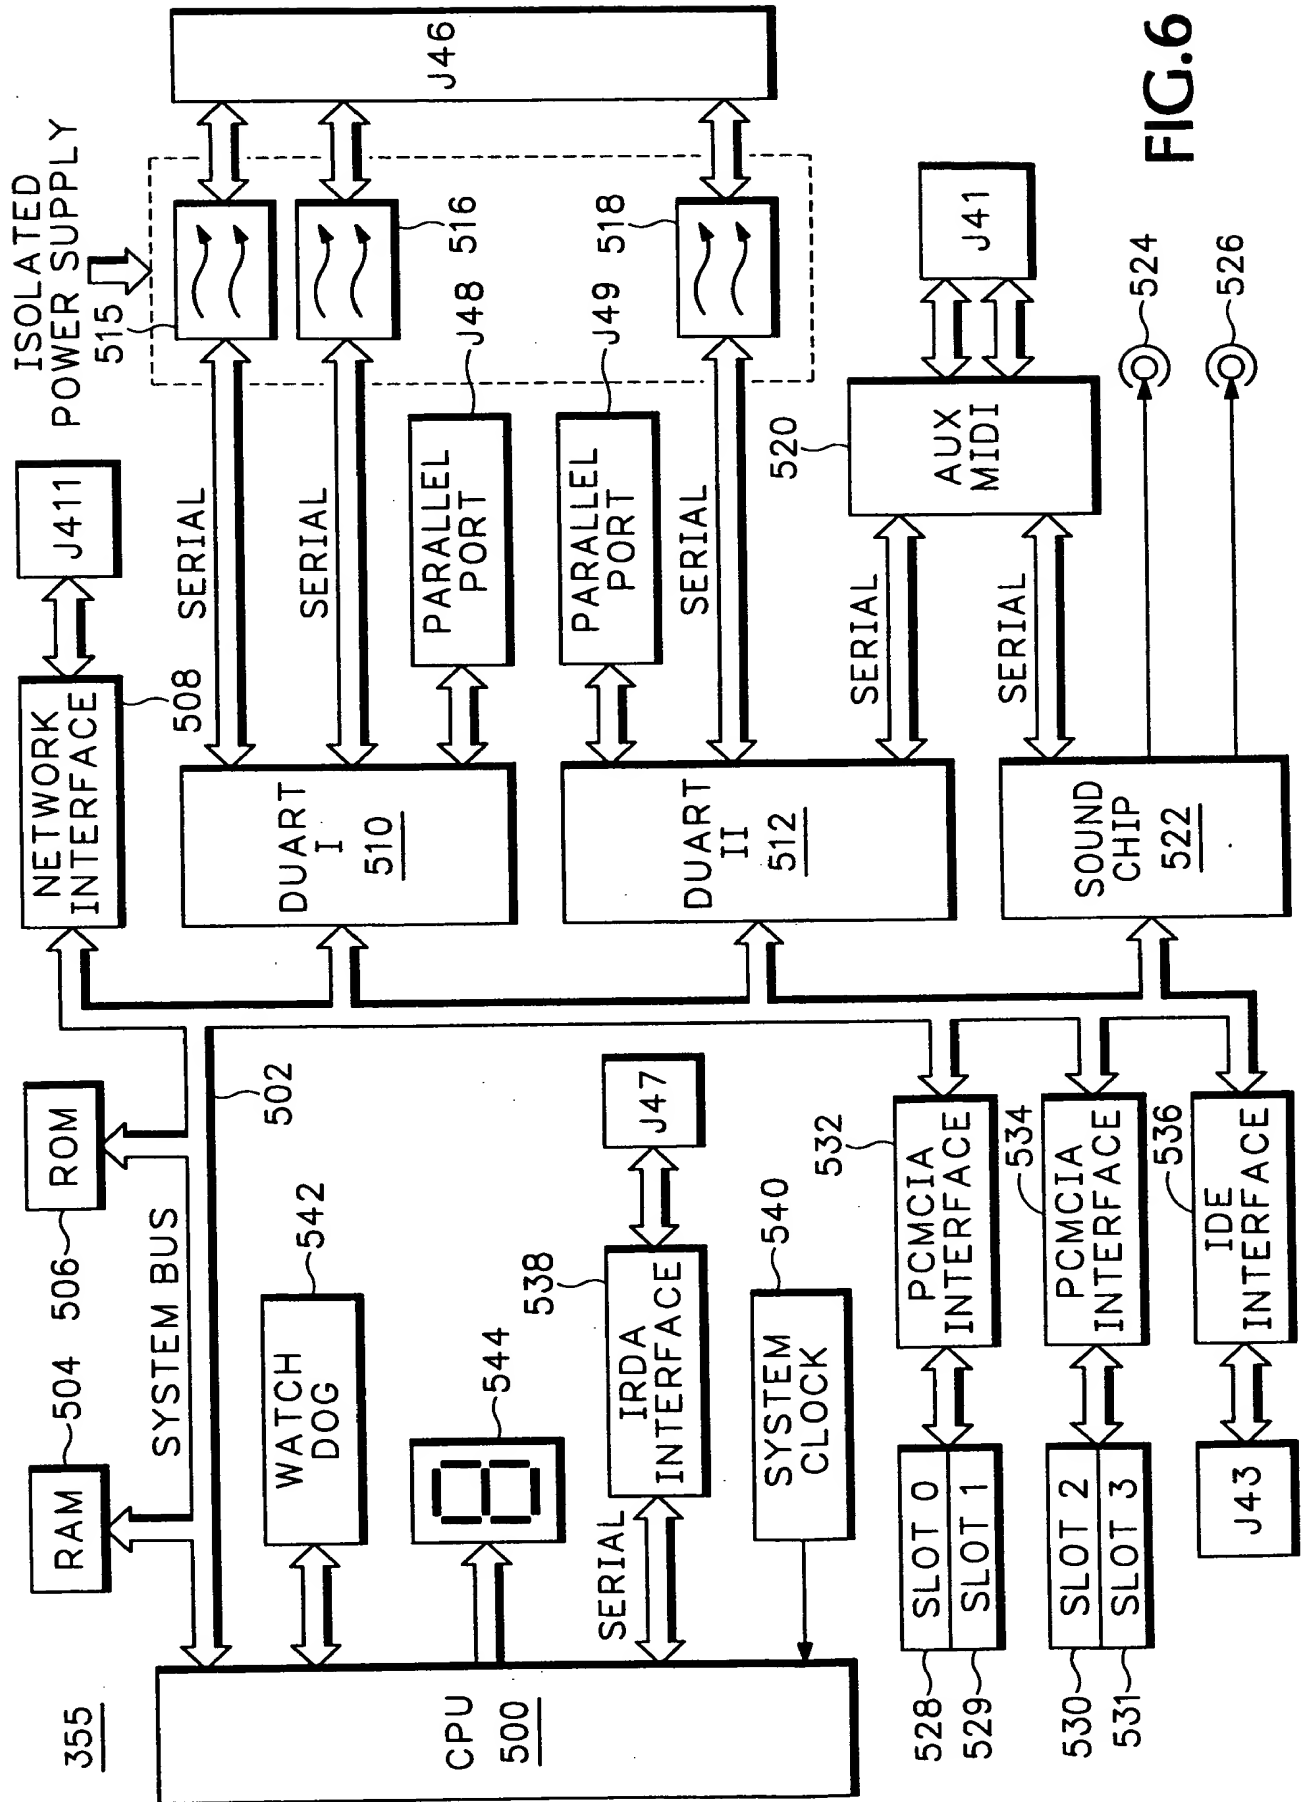 355
CPU
500
RAM
504
ROM
506
SYSTEM BUS
502
WATCH
DOG
542
544
SERIAL
IRDA
INTERFACE
538
J47
SYSTEM
CLOCK
540
SLOT 0
SLOT 1
528
529
SLOT 2
SLOT 3
530
531
J43
PCMCIA
INTERFACE
532
PCMCIA
INTERFACE
534
IDE
INTERFACE
536
NETWORK
INTERFACE
508
J411
DUART
I
510
SERIAL
SERIAL
PARALLEL
PORT
J48
DUART
II
512
PARALLEL
PORT
J49
SERIAL
SERIAL
SOUND
CHIP
522
SERIAL
AUX
MIDI
520
J41
524
526
ISOLATED
POWER SUPPLY
515
516
518
J46
FIG.6